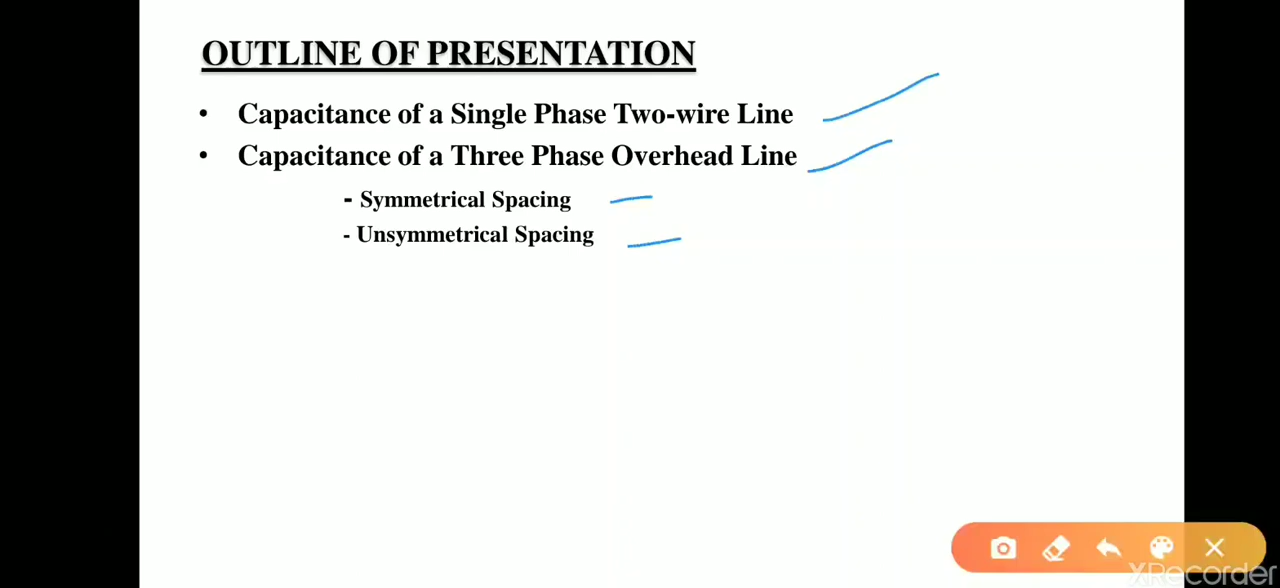 OUTLINE OF PRESENTATION
• Capacitance of a Single Phase Two-wire Line
• Capacitance of a Three Phase Overhead Line
- Symmetrical Spacing
- Unsymmetrical Spacing
XRecorder